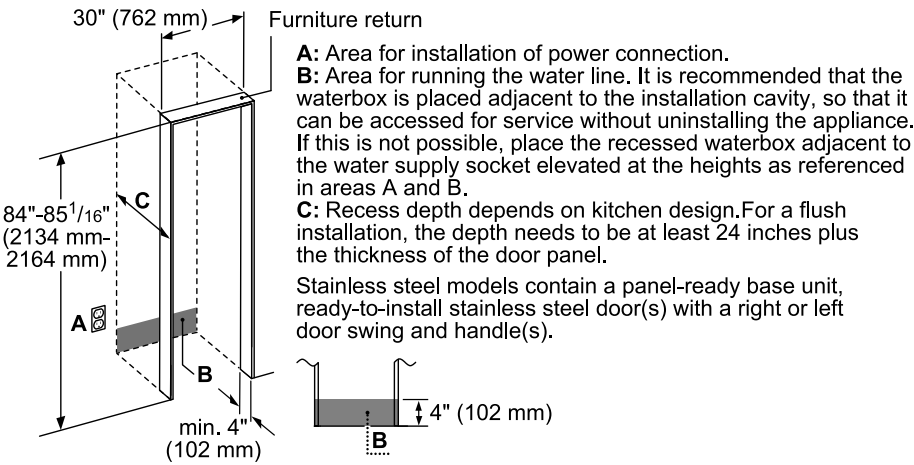 30" (762 mm)
Furniture return
A: Area for installation of power connection.
B: Area for running the water line. It is recommended that the
waterbox is placed adjacent to the installation cavity, so that it
can be accessed for service without uninstalling the appliance.
If this is not possible, place the recessed waterbox adjacent to
the water supply socket elevated at the heights as referenced
in areas A and B.
C: Recess depth depends on kitchen design.For a flush
installation, the depth needs to be at least 24 inches plus
the thickness of the door panel.
Stainless steel models contain a panel-ready base unit,
ready-to-install stainless steel door(s) with a right or left
door swing and handle(s).
C
84"-85 1/16"
(2134 mm-
2164 mm)
A
B
min. 4"
(102 mm)
4" (102 mm)
B